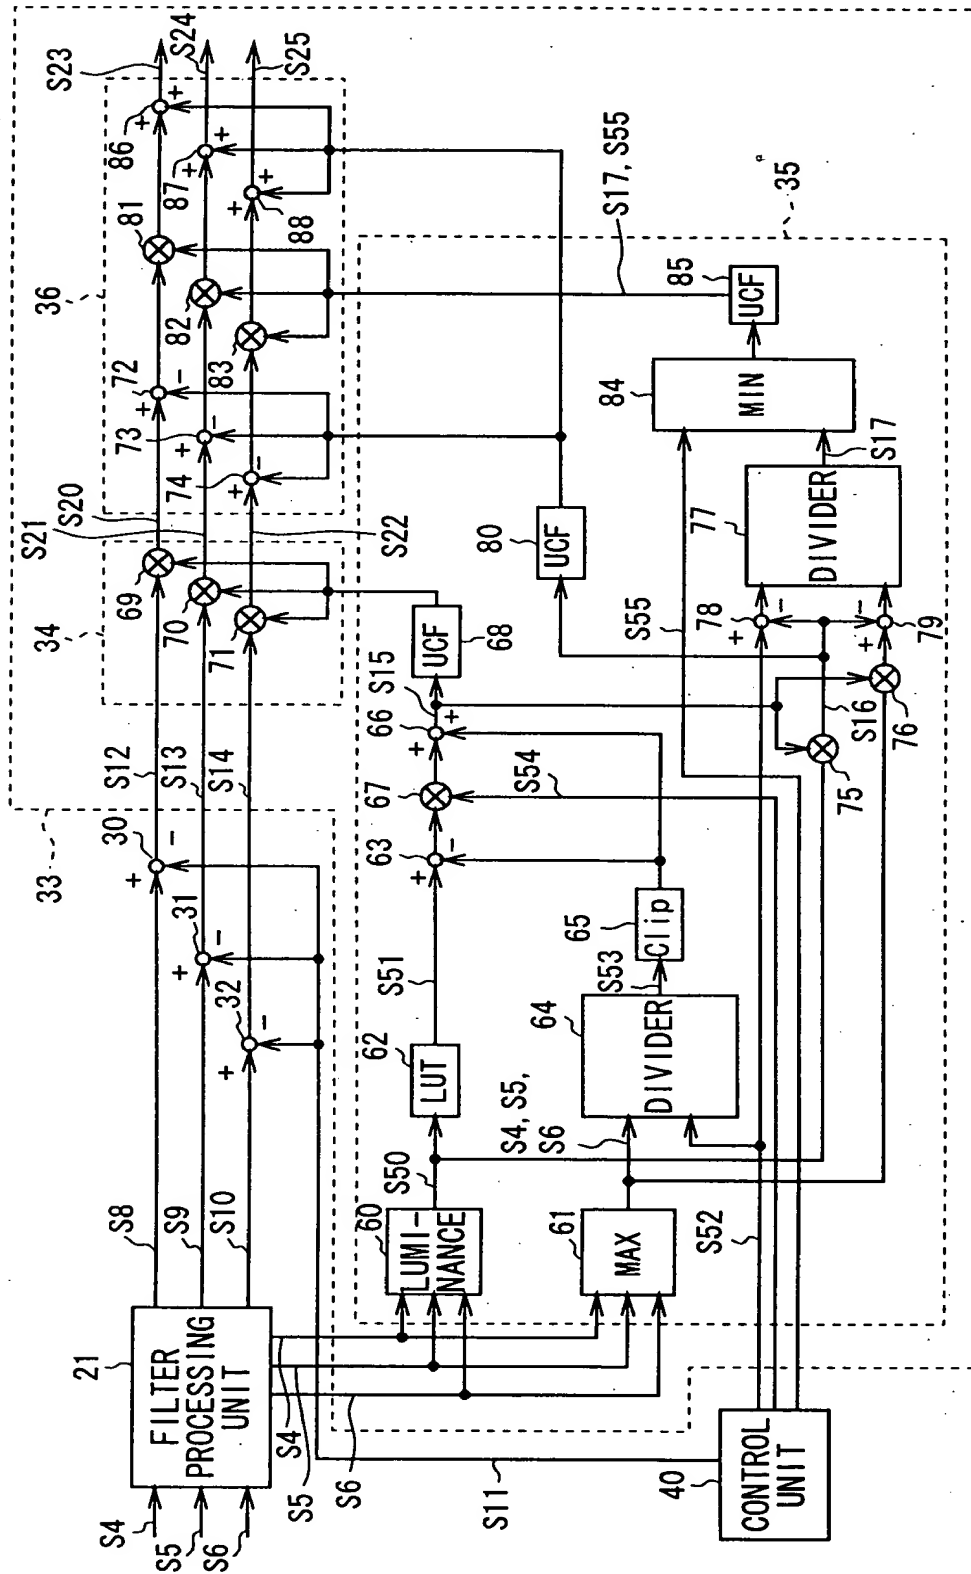 S4
S5
S6
21
FILTER
PROCESSING
UNIT
S8
S9
S10
S4
S5
S6
S11
40
CONTROL
UNIT
33
30
+
-
31
+
-
32
+
-
S12
S13
S14
34
69
70
71
S21
S20
S22
36
72
+
-
73
+
-
74
+
-
81
82
83
86
+
+
87
+
+
88
+
+
S23
S24
S25
35
60
LUMI-
NANCE
S50
62
LUT
S51
63
+
-
67
S54
66
+
+
S15
68
UCF
61
MAX
S4, S5,
S6
64
DIVIDER
S53
65
Clip
S52
75
76
S16
80
UCF
S55
78
+
-
79
+
-
77
DIVIDER
S17
84
MIN
85
UCF
S17, S55